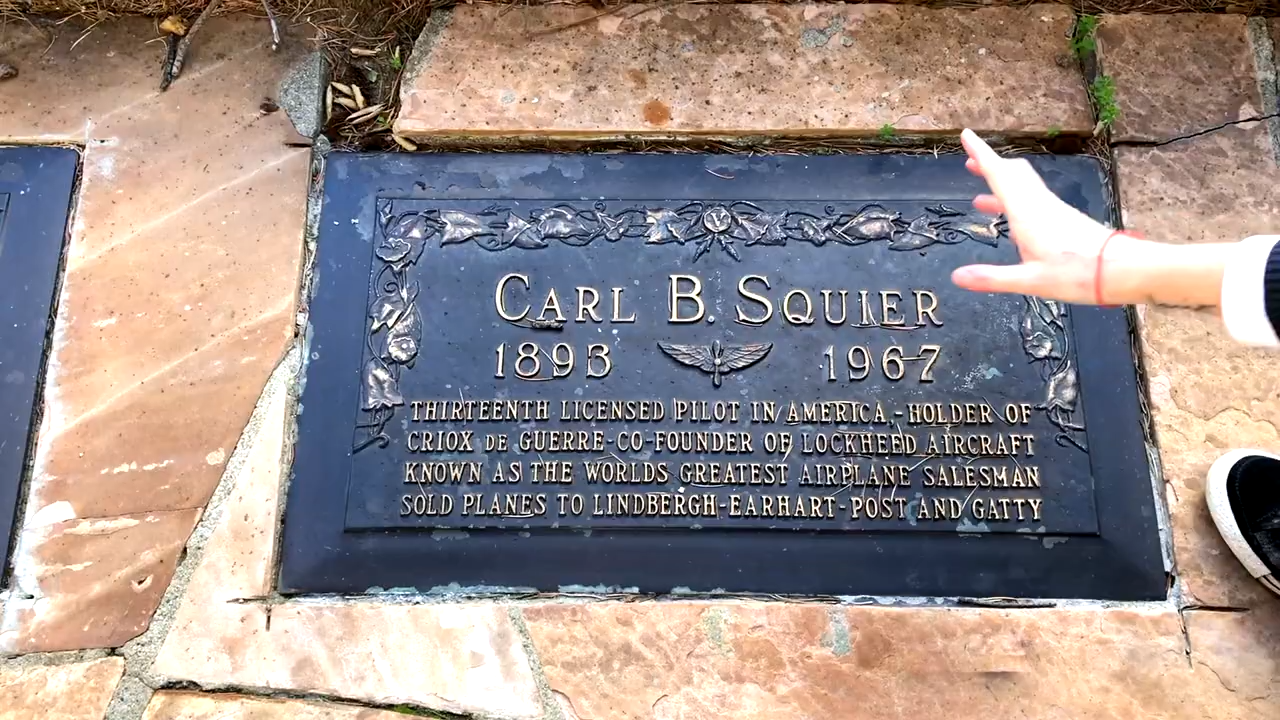 CARL B. SQUIER
1893 1967
THIRTEENTH LICENSED PILOT IN AMERICA.-HOLDER OF
CRIOX DE GUERRE-CO-FOUNDER OF LOCKHEED AIRCRAFT
KNOWN AS THE WORLDS GREATEST AIRPLANE SALESMAN
SOLD PLANES TO LINDBERGH-EARHART-POST AND GATTY